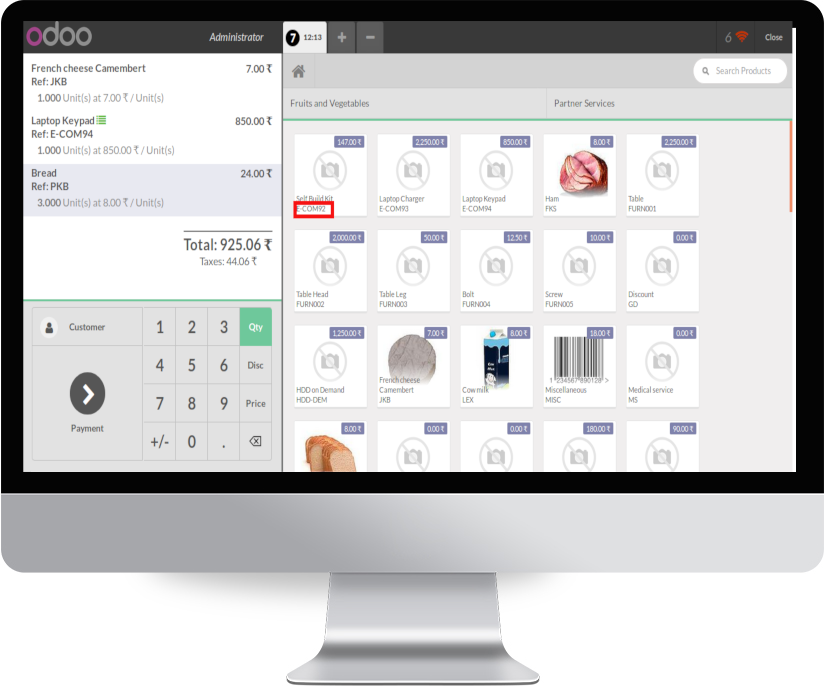 odoo
Administrator
7 12:13
+
−
6
Close
French cheese Camembert 7.00 ₹
Ref: JKB
1.000 Unit(s) at 7.00 ₹ / Unit(s)
Laptop Keypad 850.00 ₹
Ref: E-COM94
1.000 Unit(s) at 850.00 ₹ / Unit(s)
Bread 24.00 ₹
Ref: PKB
3.000 Unit(s) at 8.00 ₹ / Unit(s)
Total: 925.06 ₹
Taxes: 44.06 ₹
Customer
Payment
1 2 3 Qty
4 5 6 Disc
7 8 9 Price
+/- 0 .
Search Products
Fruits and Vegetables
Partner Services
147.00 ₹
Self Build Kit
E-COM92
2,250.00 ₹
Laptop Charger
E-COM93
850.00 ₹
Laptop Keypad
E-COM94
8.00 ₹
Ham
FKS
2,250.00 ₹
Table
FURN001
2,000.00 ₹
Table Head
FURN002
50.00 ₹
Table Leg
FURN003
12.50 ₹
Bolt
FURN004
10.00 ₹
Screw
FURN005
0.00 ₹
Discount
GD
1,250.00 ₹
HDD on Demand
HDD-DEM
7.00 ₹
French cheese
Camembert
JKB
8.00 ₹
Cow milk
LEX
18.00 ₹
1 234567 890128 >
Miscellaneous
MISC
0.00 ₹
Medical service
MS
8.00 ₹
0.00 ₹
0.00 ₹
180.00 ₹
90.00 ₹